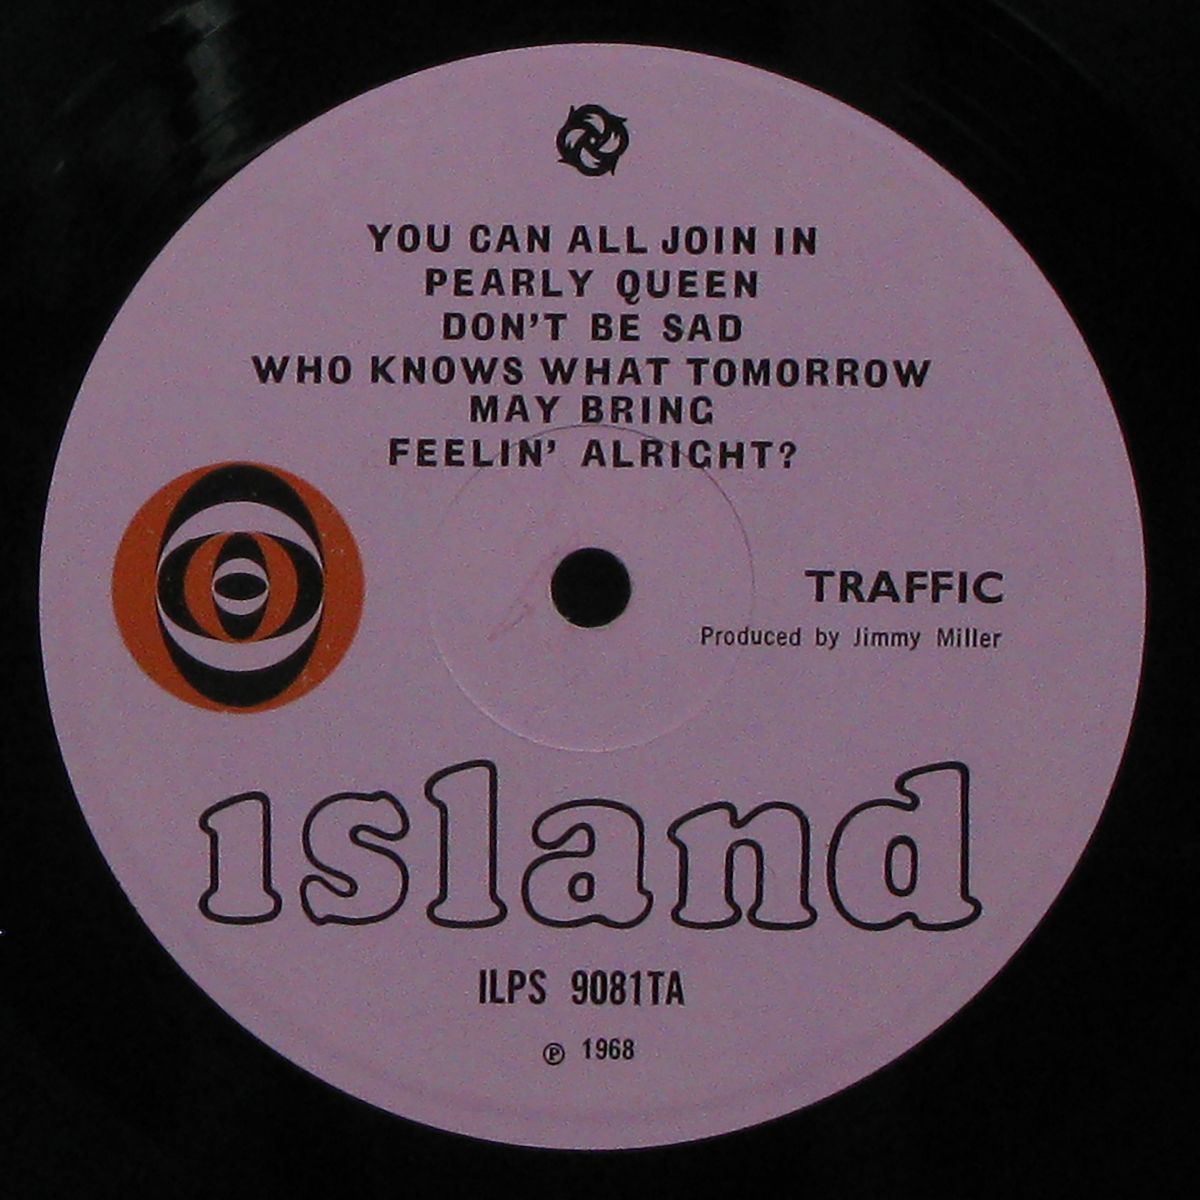 YOU CAN ALL JOIN IN
PEARLY QUEEN
DON'T BE SAD
WHO KNOWS WHAT TOMORROW
MAY BRING
FEELIN' ALRIGHT?
TRAFFIC
Produced by Jimmy Miller
island
ILPS 9081TA
℗ 1968